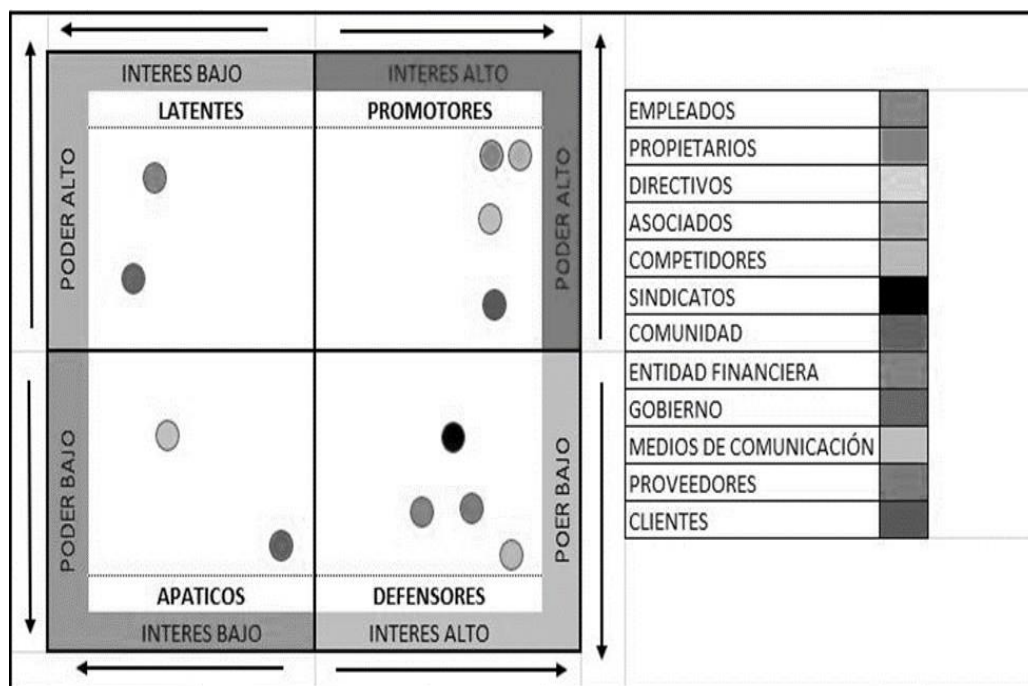 INTERES BAJO
INTERES ALTO
LATENTES
PROMOTORES
PODER ALTO
PODER ALTO
PODER BAJO
POER BAJO
APATICOS
DEFENSORES
INTERES BAJO
INTERES ALTO
EMPLEADOS
PROPIETARIOS
DIRECTIVOS
ASOCIADOS
COMPETIDORES
SINDICATOS
COMUNIDAD
ENTIDAD FINANCIERA
GOBIERNO
MEDIOS DE COMUNICACIÓN
PROVEEDORES
CLIENTES